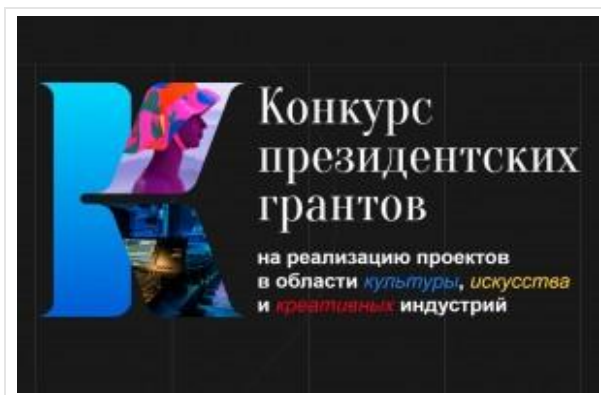 Конкурс
президентских
грантов
на реализацию проектов
в области культуры, искусства
и креативных индустрий